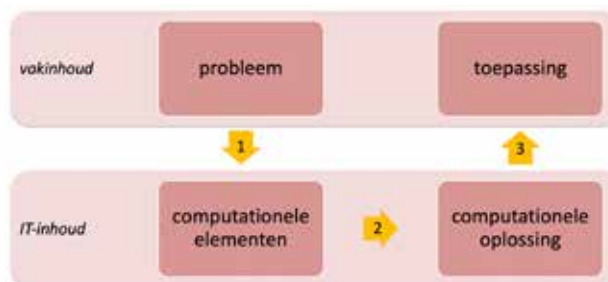 vakinhoud
probleem
toepassing
1
3
IT-inhoud
computationele
elementen
2
computationele
oplossing